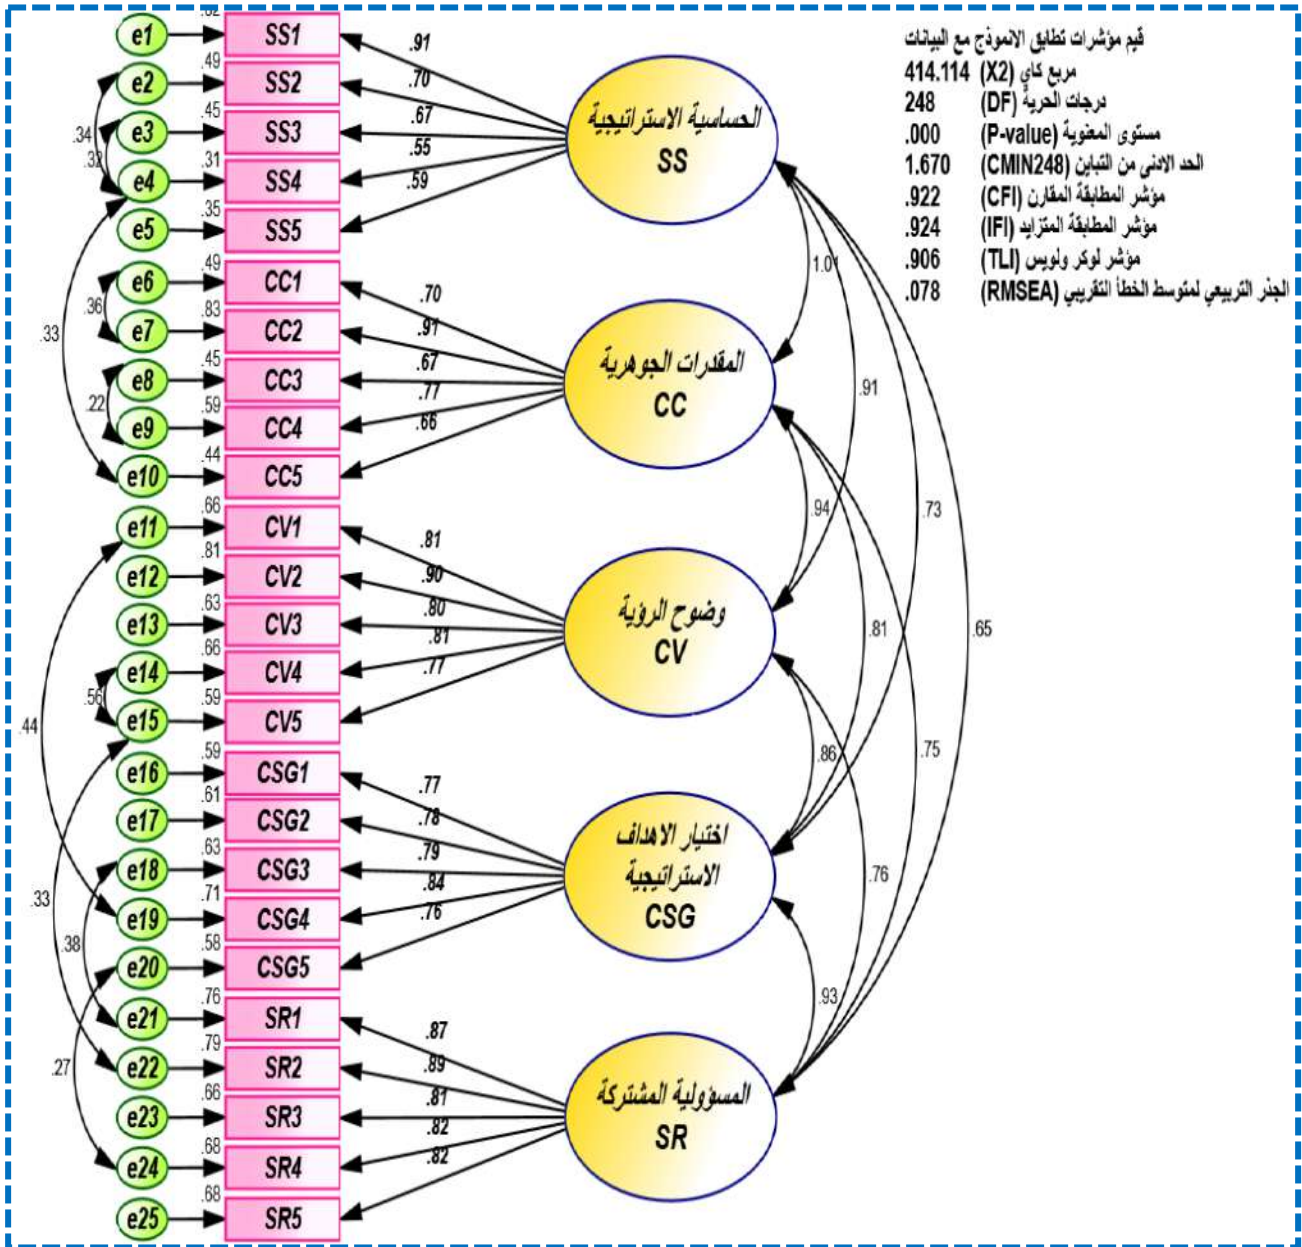 قيم مؤشرات تطابق الانموذج مع البيانات
مربع كاي (X2) 414.114
درجات الحرية (DF) 248
مستوى المعنوية (P-value) .000
الحد الادنى من التباين (CMIN248) 1.670
مؤشر المطابقة المقارن (CFI) .922
مؤشر المطابقة المتزايد (IFI) .924
مؤشر لوكر ولويس (TLI) .906
الجذر التربيعي لمتوسط الخطأ التقريبي (RMSEA) .078
e1 SS1 .91
e2 .49 SS2 .70
e3 .45 SS3 .67
e4 .31 SS4 .55
e5 .35 SS5 .59
.34
.32
الحساسية الاستراتيجية
SS
e6 .49 CC1 .70
e7 .83 CC2 .91
e8 .45 CC3 .67
e9 .59 CC4 .77
e10 .44 CC5 .66
.36
.33
.22
المقدرات الجوهرية
CC
e11 .66 CV1 .81
e12 .81 CV2 .90
e13 .63 CV3 .80
e14 .66 CV4 .81
e15 .59 CV5 .77
.56
.44
وضوح الرؤية
CV
e16 .59 CSG1 .77
e17 .61 CSG2 .78
e18 .63 CSG3 .79
e19 .71 CSG4 .84
e20 .58 CSG5 .76
.33
.38
اختيار الاهداف
الاستراتيجية
CSG
e21 .76 SR1 .87
e22 .79 SR2 .89
e23 .66 SR3 .81
e24 .68 SR4 .82
e25 .68 SR5 .82
.27
المسؤولية المشتركة
SR
1.01
.91
.94
.73
.81
.65
.86
.75
.76
.93